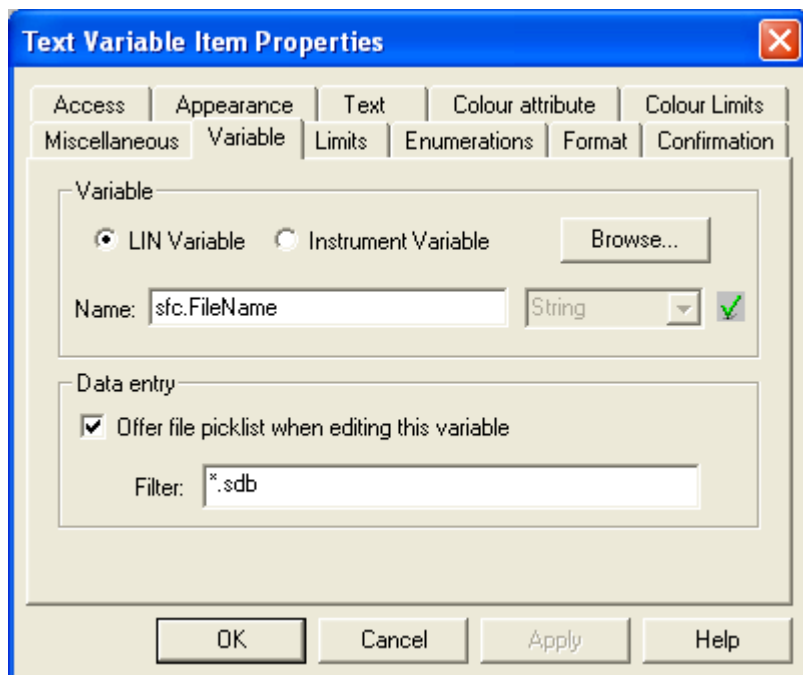 Text Variable Item Properties
Access Appearance Text Colour attribute Colour Limits
Miscellaneous Variable Limits Enumerations Format Confirmation
Variable
LIN Variable Instrument Variable Browse...
Name: sfc.FileName String
Data entry
Offer file picklist when editing this variable
Filter: *.sdb
OK Cancel Apply Help